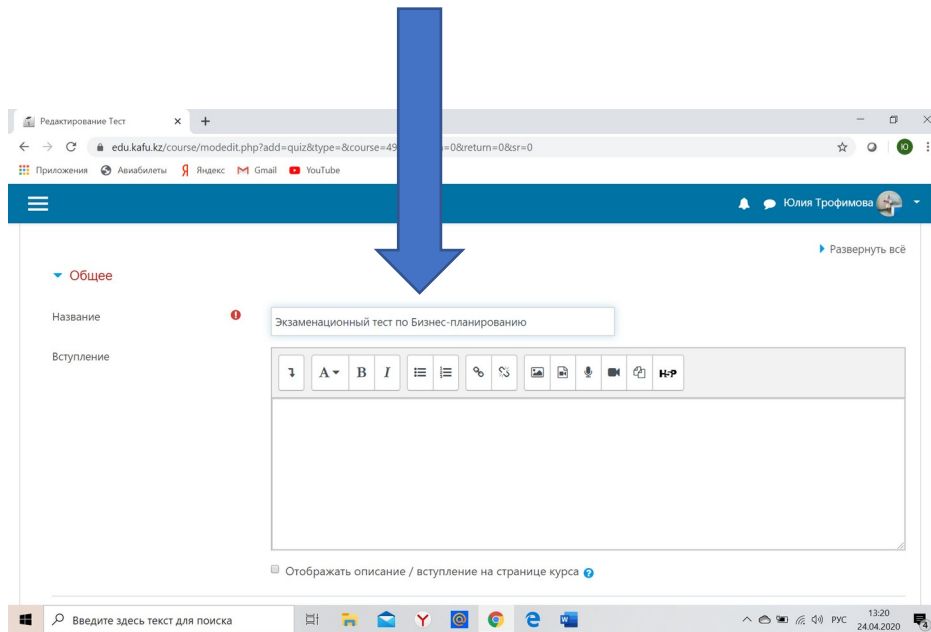 Редактирование Тест
edu.kafu.kz/course/modedit.php?add=quiz&type=&course=49 =0&return=0&sr=0
Ю
Приложения Авиабилеты Яндекс Gmail YouTube
Юлия Трофимова
Развернуть всё
Общее
Название
Экзаменационный тест по Бизнес-планированию
Вступление
A B I H5P
Отображать описание / вступление на странице курса
Введите здесь текст для поиска
РУС
13:20
24.04.2020
4